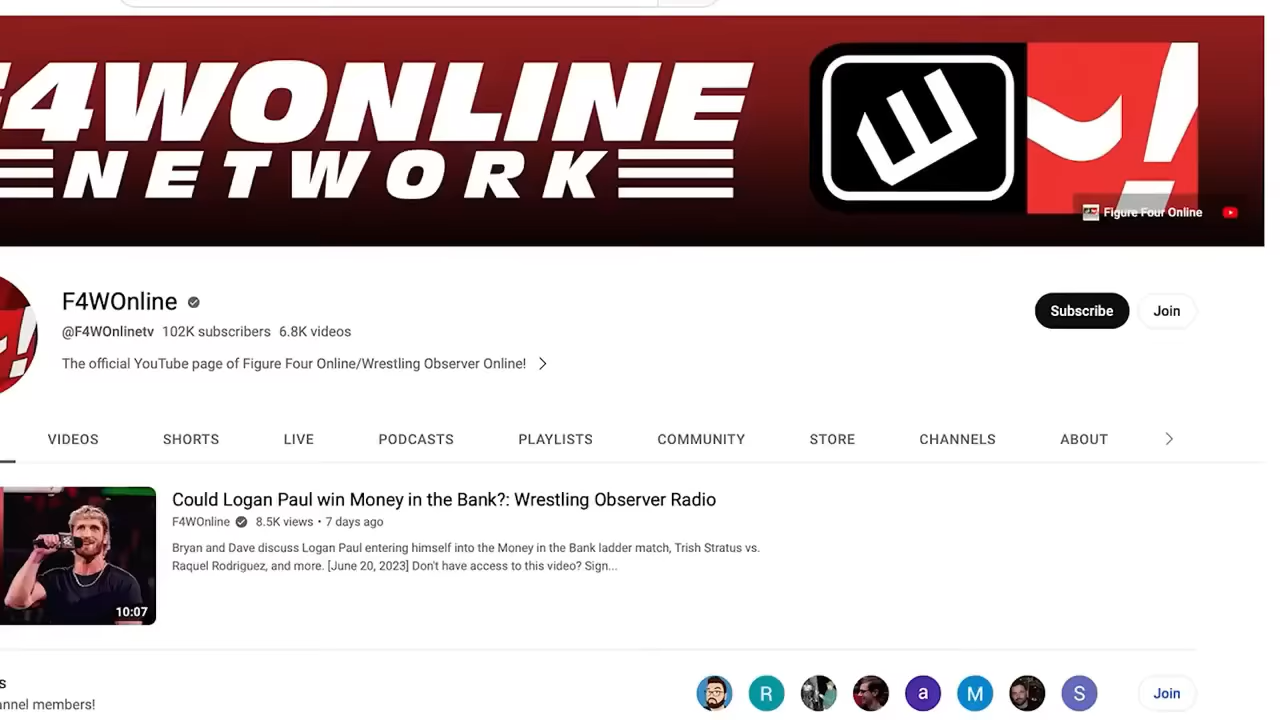 F4WONLINE
NETWORK
Figure Four Online
F4WOnline
@F4WOnlinetv 102K subscribers 6.8K videos
The official YouTube page of Figure Four Online/Wrestling Observer Online!
Subscribe
Join
VIDEOS
SHORTS
LIVE
PODCASTS
PLAYLISTS
COMMUNITY
STORE
CHANNELS
ABOUT
Could Logan Paul win Money in the Bank?: Wrestling Observer Radio
F4WOnline 8.5K views • 7 days ago
Bryan and Dave discuss Logan Paul entering himself into the Money in the Bank ladder match, Trish Stratus vs.
Raquel Rodriguez, and more. [June 20, 2023] Don't have access to this video? Sign...
10:07
s
annel members!
R
a
M
S
Join